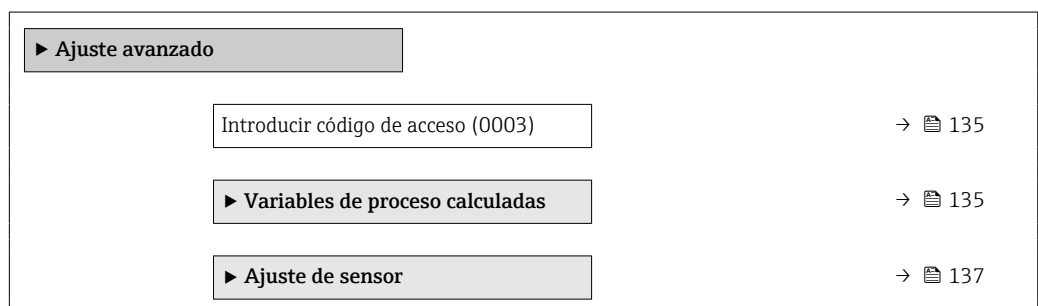 ▶ Ajuste avanzado
Introducir código de acceso (0003) → 135
▶ Variables de proceso calculadas → 135
▶ Ajuste de sensor → 137